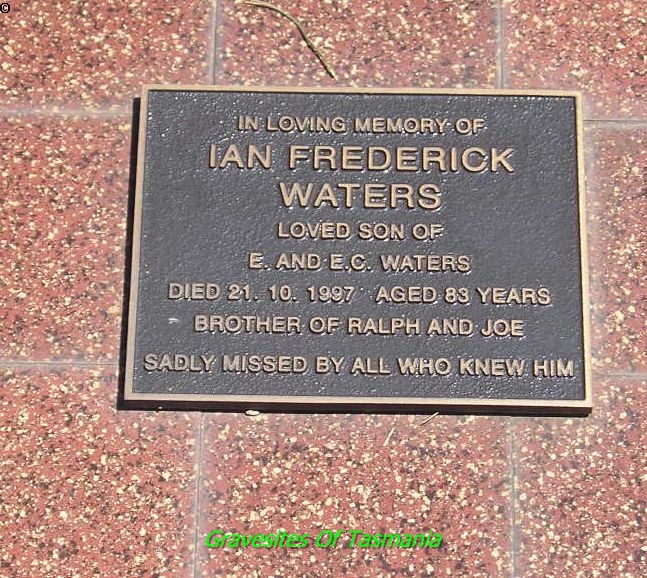 ©
IN LOVING MEMORY OF
IAN FREDERICK
WATERS
LOVED SON OF
E. AND E.C. WATERS
DIED 21. 10. 1997 AGED 83 YEARS
BROTHER OF RALPH AND JOE
SADLY MISSED BY ALL WHO KNEW HIM
Gravesites Of Tasmania